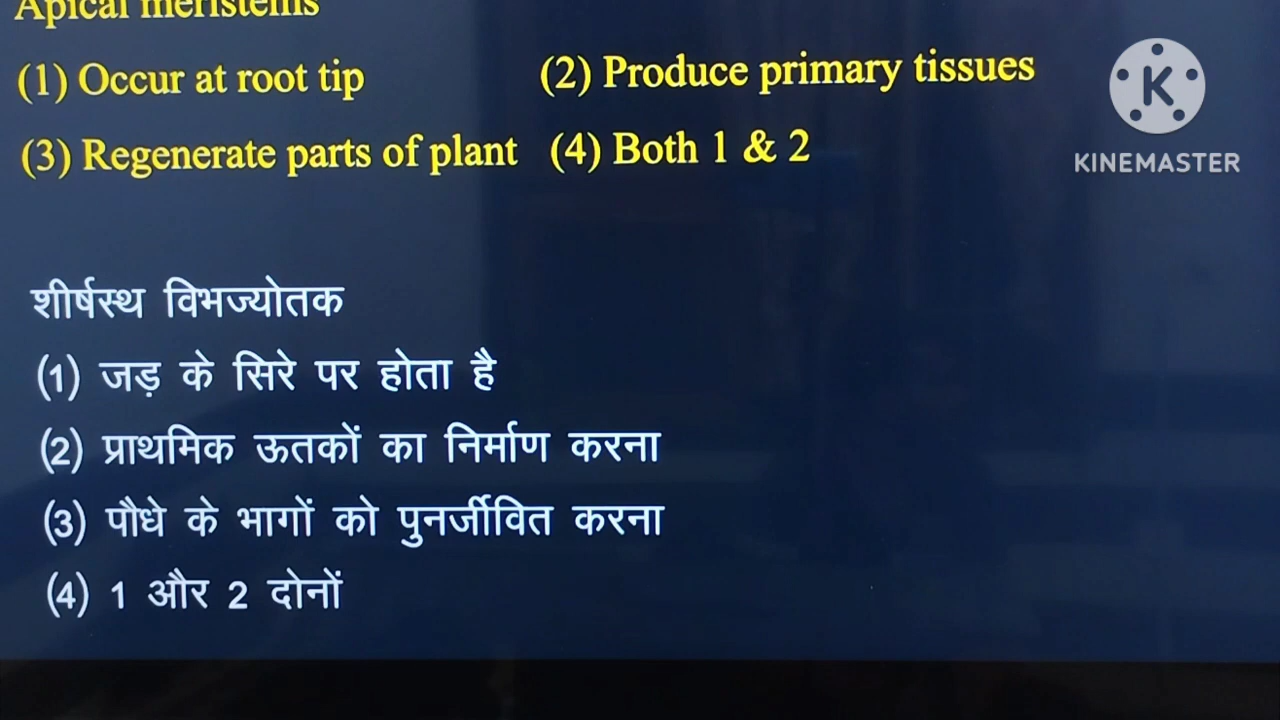 Apical meristems
(1) Occur at root tip (2) Produce primary tissues
(3) Regenerate parts of plant (4) Both 1 & 2
K
KINEMASTER
शीर्षस्थ विभज्योतक
(1) जड़ के सिरे पर होता है
(2) प्राथमिक ऊतकों का निर्माण करना
(3) पौधे के भागों को पुनर्जीवित करना
(4) 1 और 2 दोनों